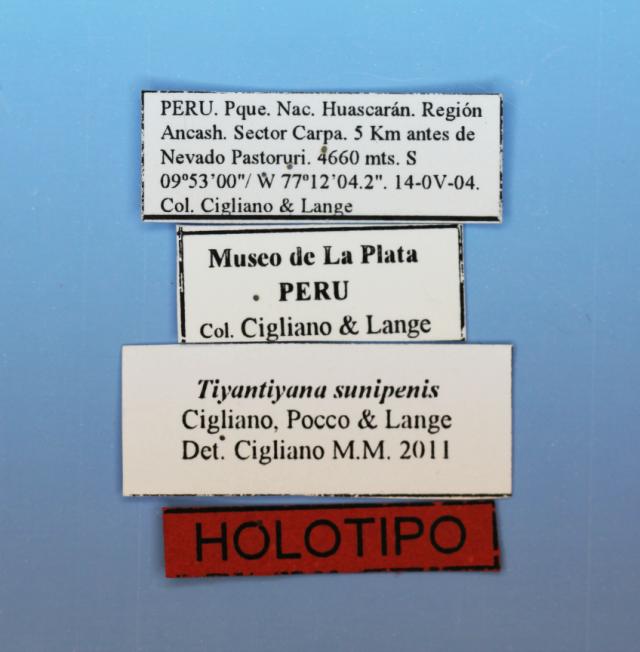 PERU. Pque. Nac. Huascarán. Región
Ancash. Sector Carpa. 5 Km antes de
Nevado Pastoruri. 4660 mts. S
09º53’00"/ W 77º12’04.2". 14-0V-04.
Col. Cigliano & Lange
Museo de La Plata
PERU
Col. Cigliano & Lange
Tiyantiyana sunipenis
Cigliano, Pocco & Lange
Det. Cigliano M.M. 2011
HOLOTIPO